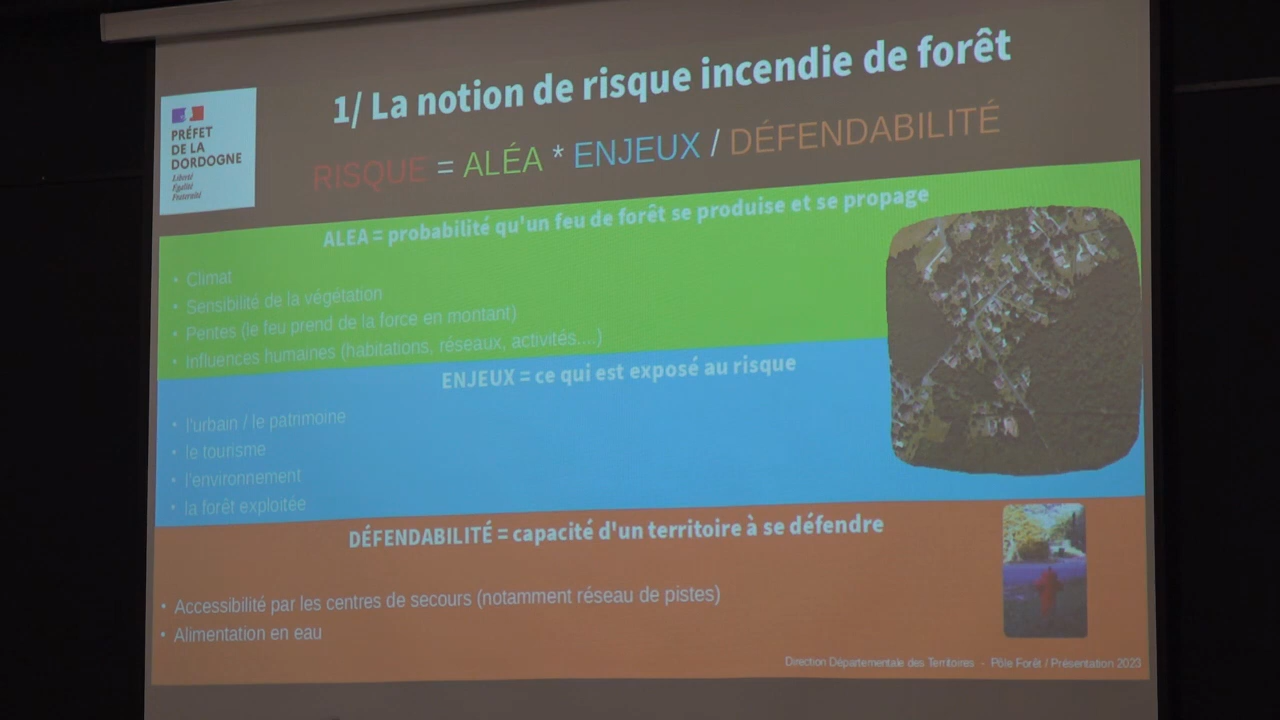 1/ La notion de risque incendie de forêt
PRÉFET
DE LA
DORDOGNE
Liberté
Égalité
Fraternité
RISQUE = ALÉA * ENJEUX / DÉFENDABILITÉ
ALEA = probabilité qu'un feu de forêt se produise et se propage
• Climat
• Sensibilité de la végétation
• Pentes (le feu prend de la force en montant)
• Influences humaines (habitations, réseaux, activités....)
ENJEUX = ce qui est exposé au risque
• l'urbain / le patrimoine
• le tourisme
• l'environnement
• la forêt exploitée
DÉFENDABILITÉ = capacité d'un territoire à se défendre
• Accessibilité par les centres de secours (notamment réseau de pistes)
• Alimentation en eau
Direction Départementale des Territoires - Pôle Forêt / Présentation 2023